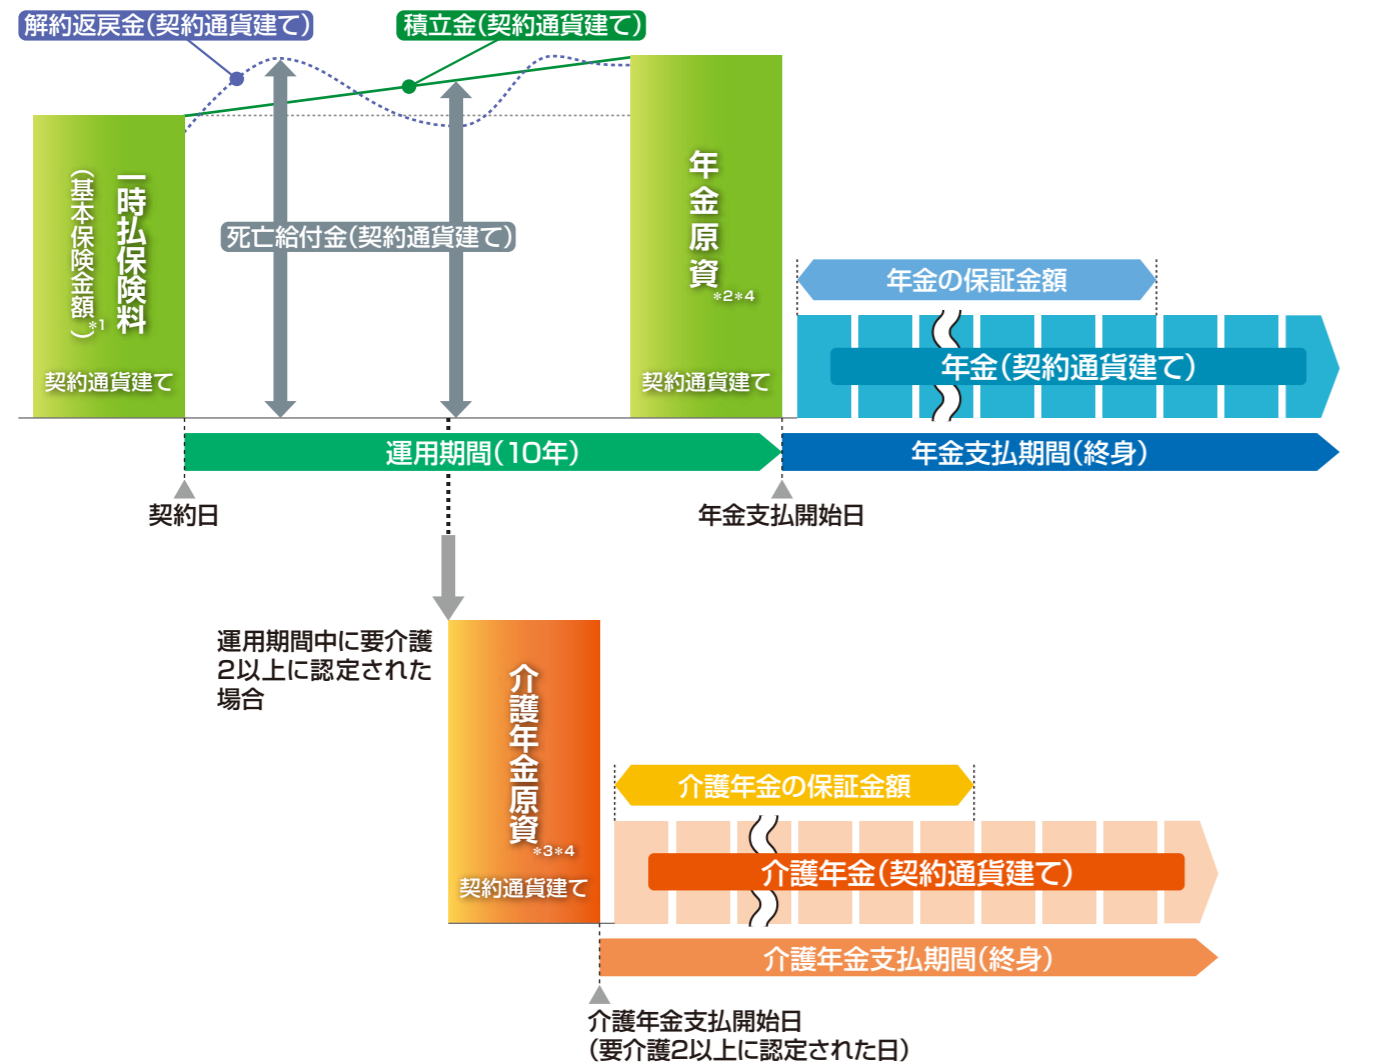 解約返戻金(契約通貨建て)
積立金(契約通貨建て)
一時払保険料
(基本保険金額)*1
契約通貨建て
死亡給付金(契約通貨建て)
年金原資
*2*4
契約通貨建て
年金の保証金額
年金(契約通貨建て)
運用期間(10年)
年金支払期間(終身)
契約日
年金支払開始日
運用期間中に要介護
2以上に認定された
場合
介護年金原資
*3*4
契約通貨建て
介護年金の保証金額
介護年金(契約通貨建て)
介護年金支払期間(終身)
介護年金支払開始日
(要介護2以上に認定された日)